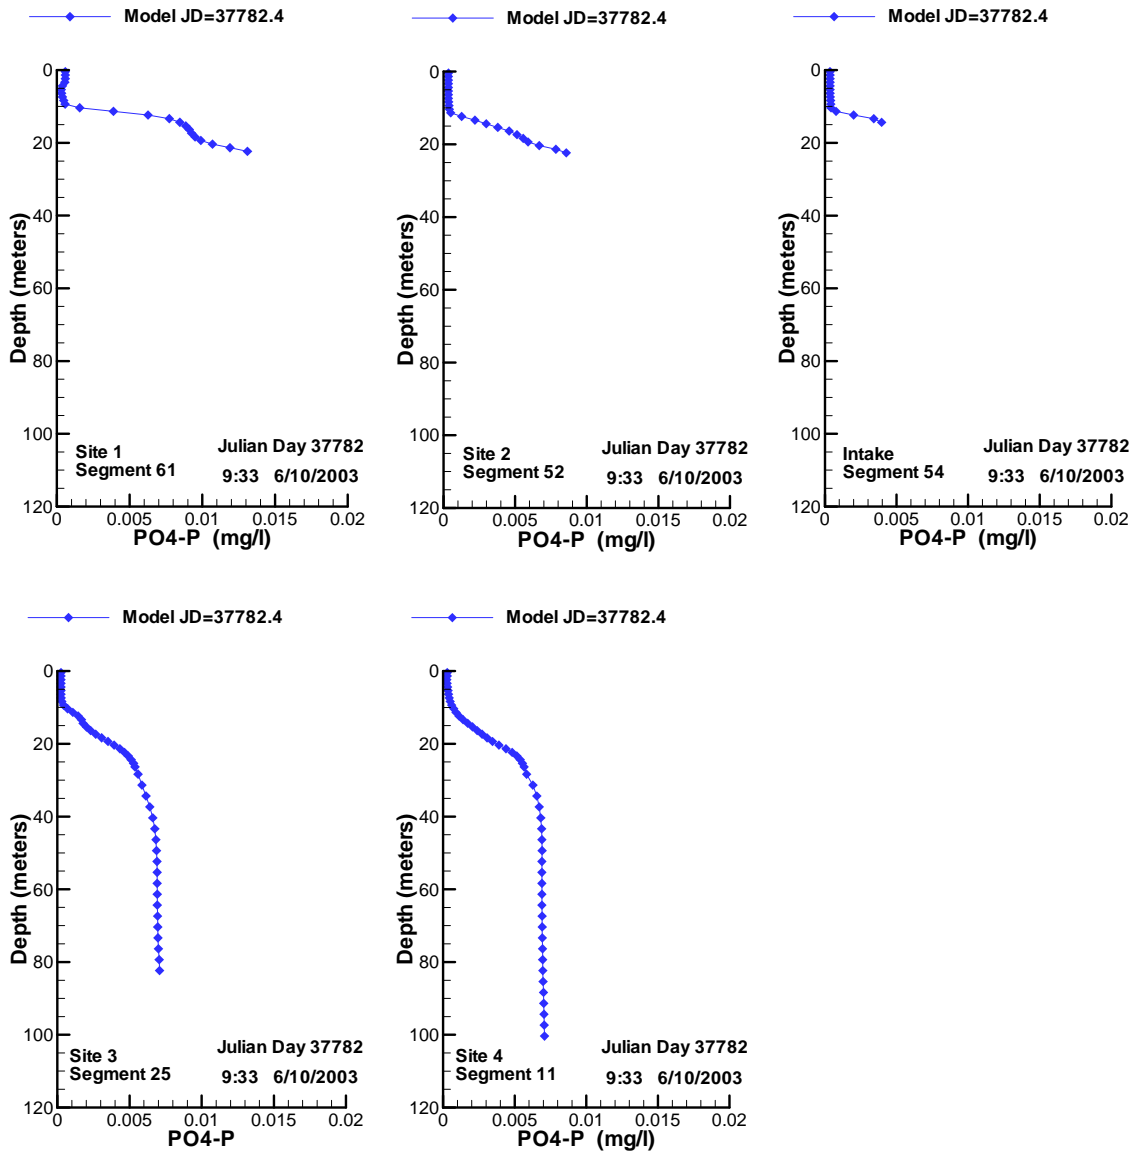 Model JD=37782.4
0
20
40
60
80
100
120
Depth (meters)
Site 1
Segment 61
Julian Day 37782
9:33 6/10/2003
0 0.005 0.01 0.015 0.02
PO4-P (mg/l)
Model JD=37782.4
0
20
40
60
80
100
120
Depth (meters)
Site 2
Segment 52
Julian Day 37782
9:33 6/10/2003
0 0.005 0.01 0.015 0.02
PO4-P (mg/l)
Model JD=37782.4
0
20
40
60
80
100
120
Depth (meters)
Intake
Segment 54
Julian Day 37782
9:33 6/10/2003
0 0.005 0.01 0.015 0.02
PO4-P (mg/l)
Model JD=37782.4
0
20
40
60
80
100
120
Depth (meters)
Site 3
Segment 25
Julian Day 37782
9:33 6/10/2003
0 0.005 0.01 0.015 0.02
PO4-P
Model JD=37782.4
0
20
40
60
80
100
120
Depth (meters)
Site 4
Segment 11
Julian Day 37782
9:33 6/10/2003
0 0.005 0.01 0.015 0.02
PO4-P (mg/l)